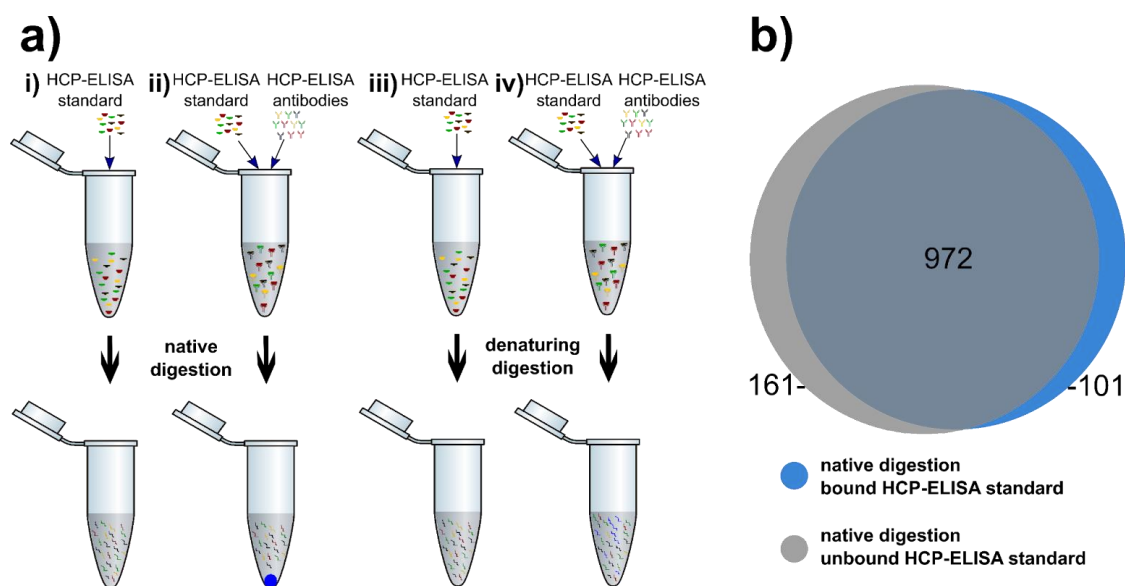 a)
i) HCP-ELISA
standard
ii) HCP-ELISA
standard
HCP-ELISA
antibodies
iii) HCP-ELISA
standard
iv) HCP-ELISA
standard
HCP-ELISA
antibodies
native
digestion
denaturing
digestion
b)
972
161-
-101
native digestion
bound HCP-ELISA standard
native digestion
unbound HCP-ELISA standard